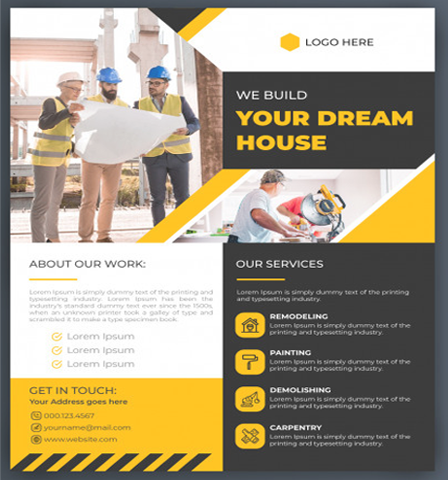 LOGO HERE
WE BUILD
YOUR DREAM
HOUSE
ABOUT OUR WORK:
Lorem Ipsum is simply dummy text of the printing and
typesetting industry. Lorem Ipsum has been the
industry's standard dummy text ever since the 1500s,
when an unknown printer took a galley of type and
scrambled it to make a type specimen book.
Lorem Ipsum
Lorem Ipsum
Lorem Ipsum
GET IN TOUCH:
Your Address goes here
000.123.4567
yourname@mail.com
www.website.com
OUR SERVICES
Lorem Ipsum is simply dummy text of the printing and
typesetting industry.
REMODELING
Lorem Ipsum is simply dummy text of the
printing and typesetting industry.
PAINTING
Lorem Ipsum is simply dummy text of the
printing and typesetting industry.
DEMOLISHING
Lorem Ipsum is simply dummy text of the
printing and typesetting industry.
CARPENTRY
Lorem Ipsum is simply dummy text of the
printing and typesetting industry.